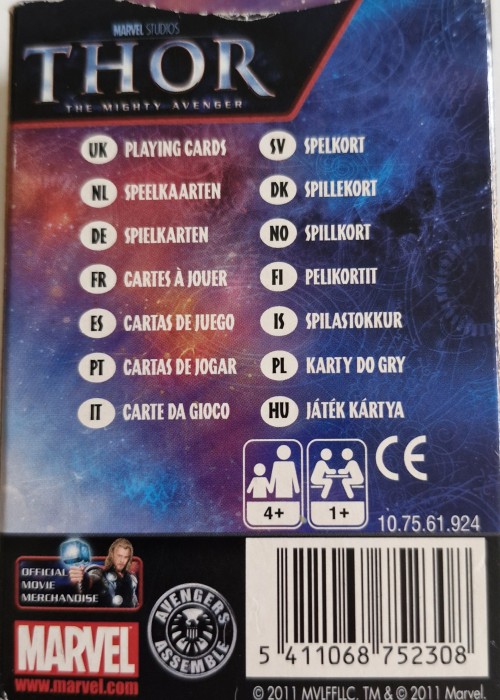 MARVEL STUDIOS
THOR
THE MIGHTY AVENGER
UK PLAYING CARDS
NL SPEELKAARTEN
DE SPIELKARTEN
FR CARTES À JOUER
ES CARTAS DE JUEGO
PT CARTAS DE JOGAR
IT CARTE DA GIOCO
SV SPELKORT
DK SPILLEKORT
NO SPILLKORT
FI PELIKORTIT
IS SPILASTOKKUR
PL KARTY DO GRY
HU JÁTÉK KÁRTYA
4+
1+
CE
10.75.61.924
OFFICIAL
MOVIE
MERCHANDISE
MARVEL
www.marvel.com
AVENGERS
ASSEMBLE
5 411068 752308
© 2011 MVLFFLLC. TM & © 2011 Marvel.